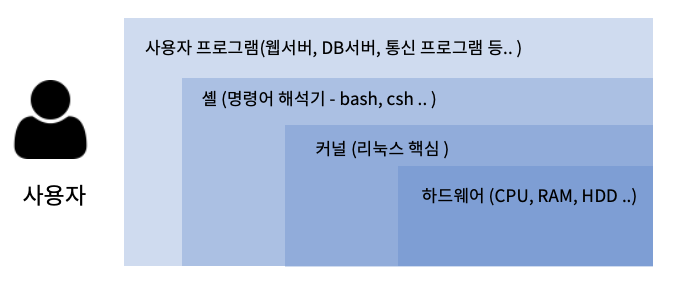 사용자 프로그램(웹서버, DB서버, 통신 프로그램 등.. )
셸 (명령어 해석기 - bash, csh .. )
커널 (리눅스 핵심 )
하드웨어 (CPU, RAM, HDD ..)
사용자